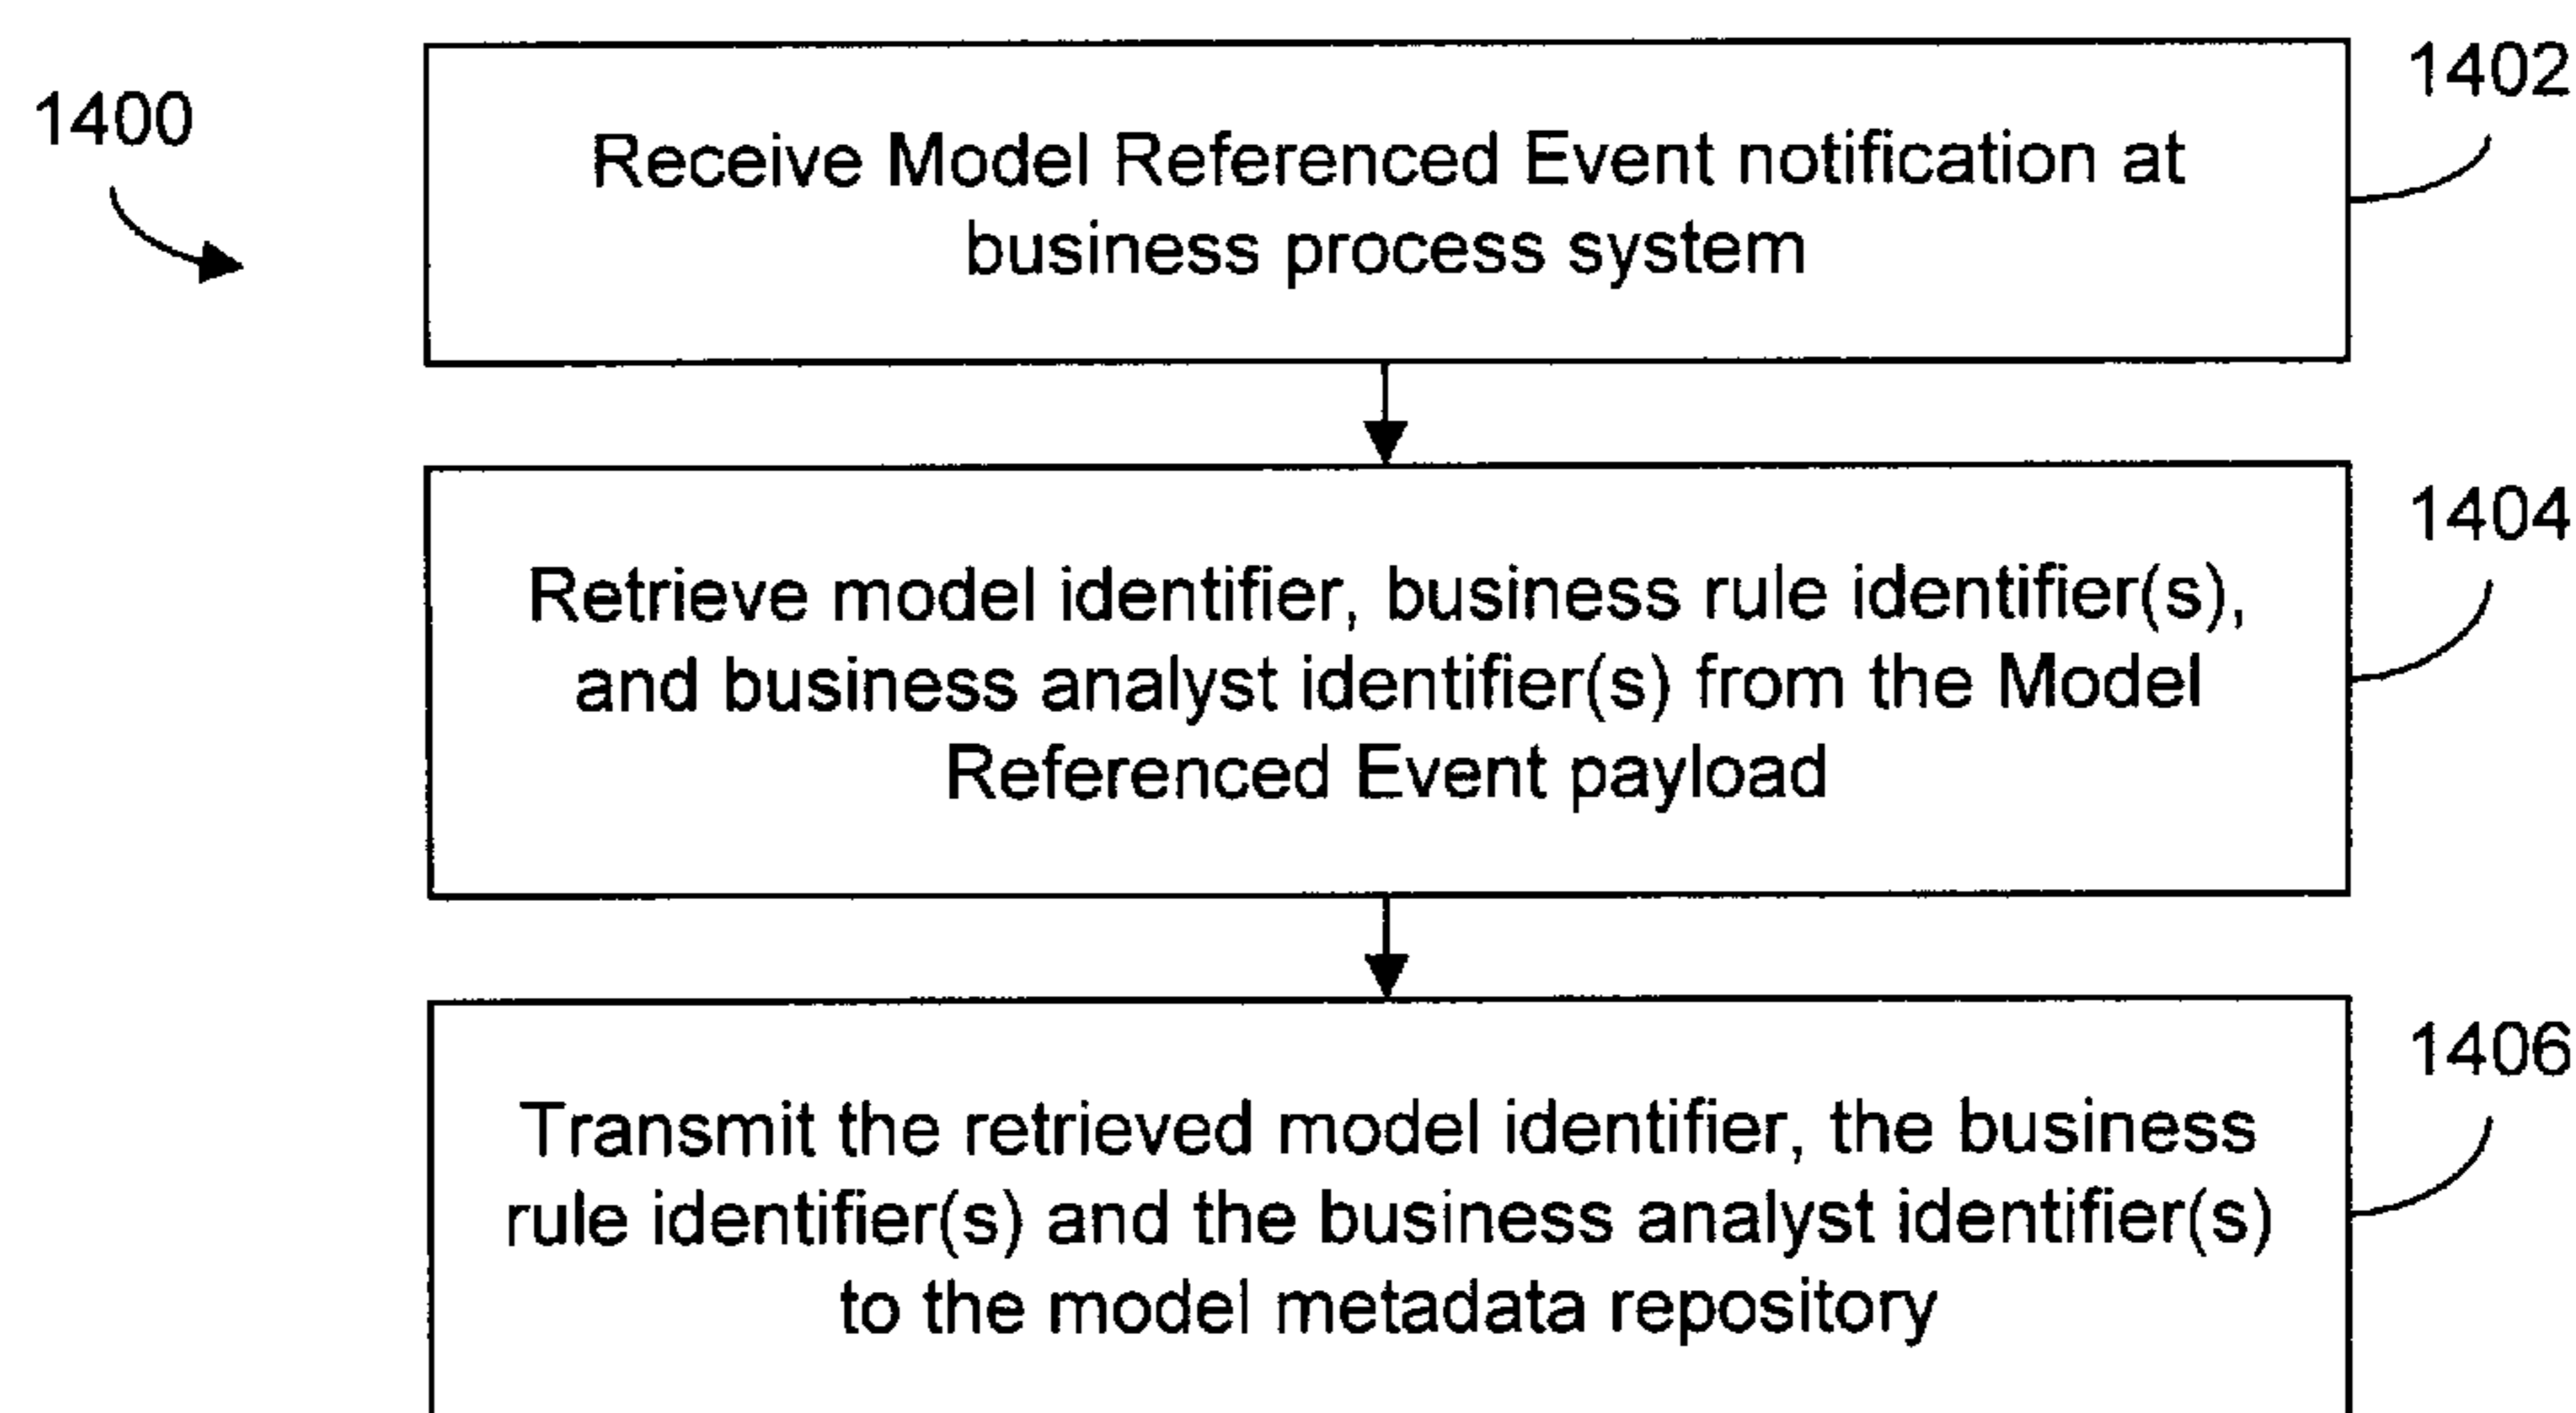 1400
1402
Receive Model Referenced Event notification at
business process system
1404
Retrieve model identifier, business rule identifier(s),
and business analyst identifier(s) from the Model
Referenced Event payload
1406
Transmit the retrieved model identifier, the business
rule identifier(s) and the business analyst identifier(s)
to the model metadata repository